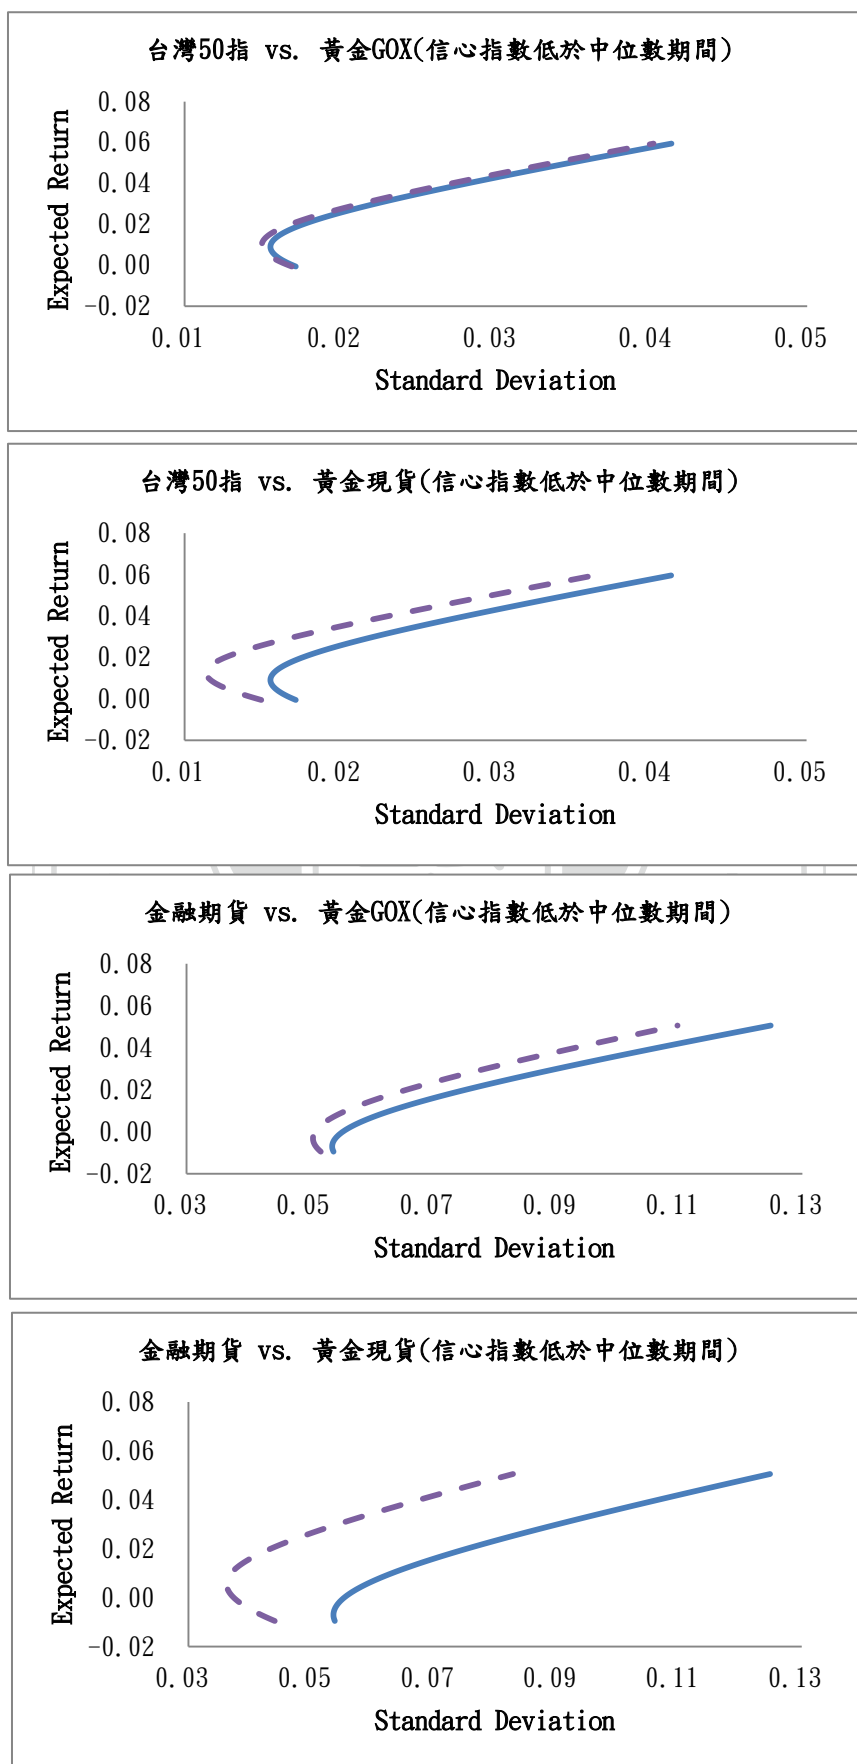 台灣50指 vs. 黃金GOX(信心指數低於中位數期間)
0.08
0.06
0.04
0.02
0.00
-0.02
Expected Return
0.01 0.02 0.03 0.04 0.05
Standard Deviation
台灣50指 vs. 黃金現貨(信心指數低於中位數期間)
0.08
0.06
0.04
0.02
0.00
-0.02
Expected Return
0.01 0.02 0.03 0.04 0.05
Standard Deviation
金融期貨 vs. 黃金GOX(信心指數低於中位數期間)
0.08
0.06
0.04
0.02
0.00
-0.02
Expected Return
0.03 0.05 0.07 0.09 0.11 0.13
Standard Deviation
金融期貨 vs. 黃金現貨(信心指數低於中位數期間)
0.08
0.06
0.04
0.02
0.00
-0.02
Expected Return
0.03 0.05 0.07 0.09 0.11 0.13
Standard Deviation